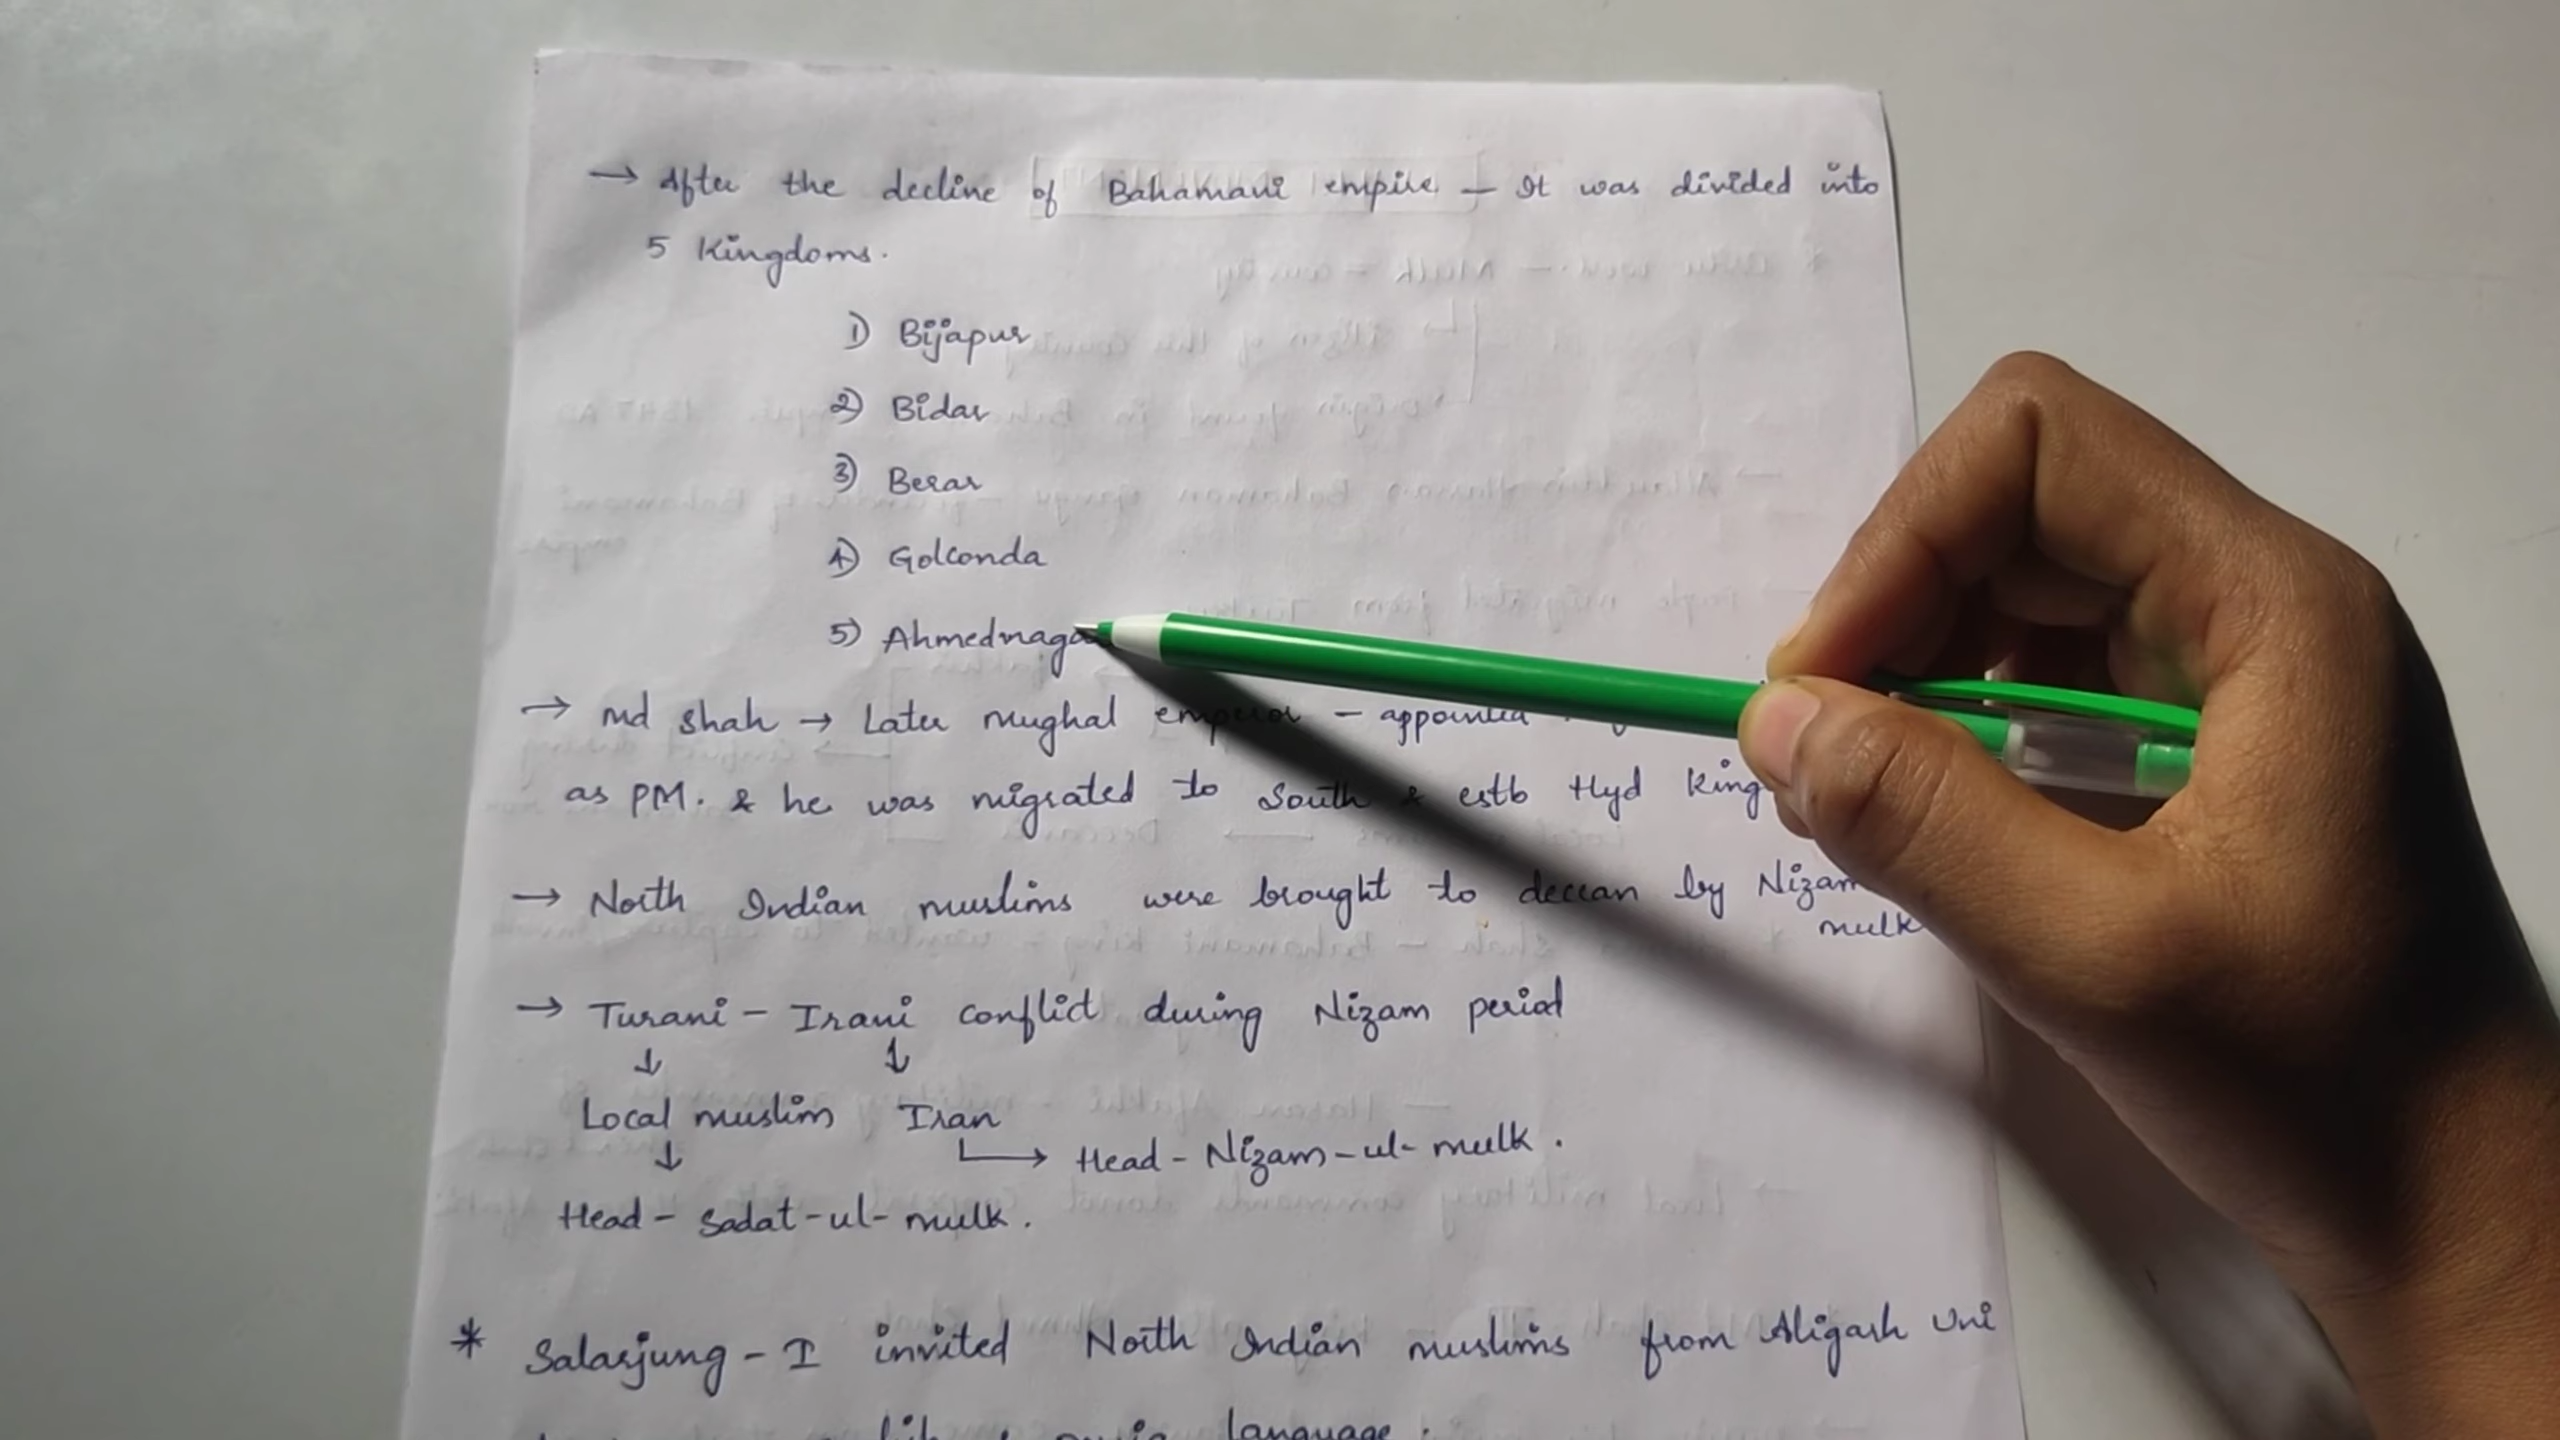 → After the decline of Bahamani empire – It was divided into
5 Kingdoms.
1) Bijapur
2) Bidar
3) Berar
4) Golconda
5) Ahmednaga
→ Md Shah → Later mughal emperor – appointed
as PM. & he was migrated to South & estb Hyd King
→ North Indian muslims were brought to deccan by Nizam
mulk
→ Turani – Irani conflict during Nizam period
↓ ↓
Local muslim Iran
↓ → Head – Nizam-ul-mulk.
Head – Sadat-ul-mulk.
* Salarjung – I invited North Indian muslims from Aligarh Uni
language.